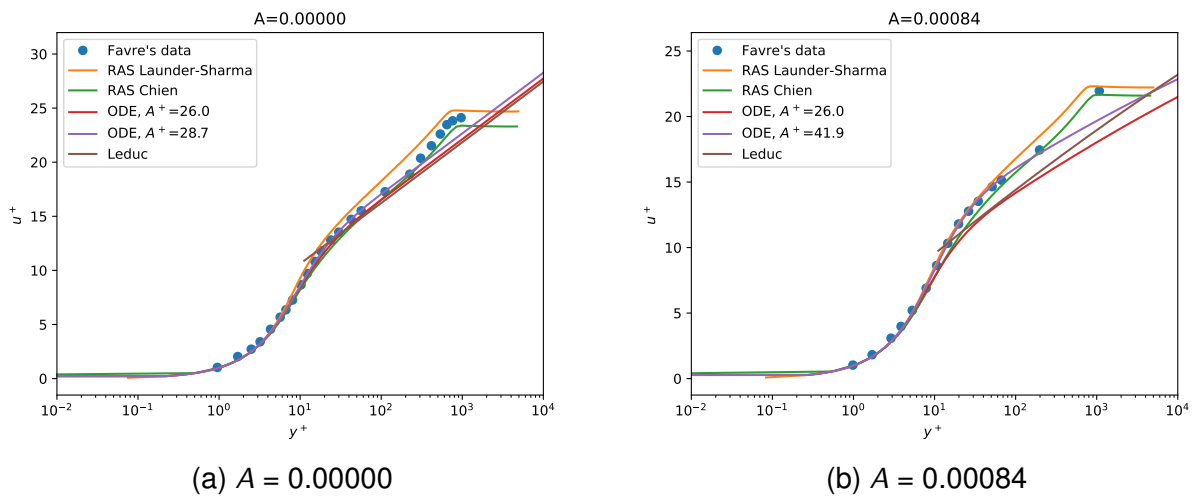 A=0.00000
30
25
20
15
10
5
0
u⁺
Favre's data
RAS Launder-Sharma
RAS Chien
ODE, A⁺=26.0
ODE, A⁺=28.7
Leduc
10⁻² 10⁻¹ 10⁰ 10¹ 10² 10³ 10⁴
y⁺
(a) A = 0.00000
A=0.00084
25
20
15
10
5
0
u⁺
Favre's data
RAS Launder-Sharma
RAS Chien
ODE, A⁺=26.0
ODE, A⁺=41.9
Leduc
10⁻² 10⁻¹ 10⁰ 10¹ 10² 10³ 10⁴
y⁺
(b) A = 0.00084